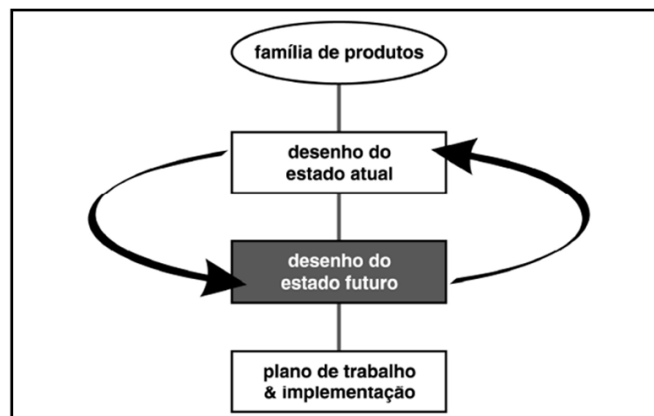 família de produtos
desenho do
estado atual
desenho do
estado futuro
plano de trabalho
& implementação